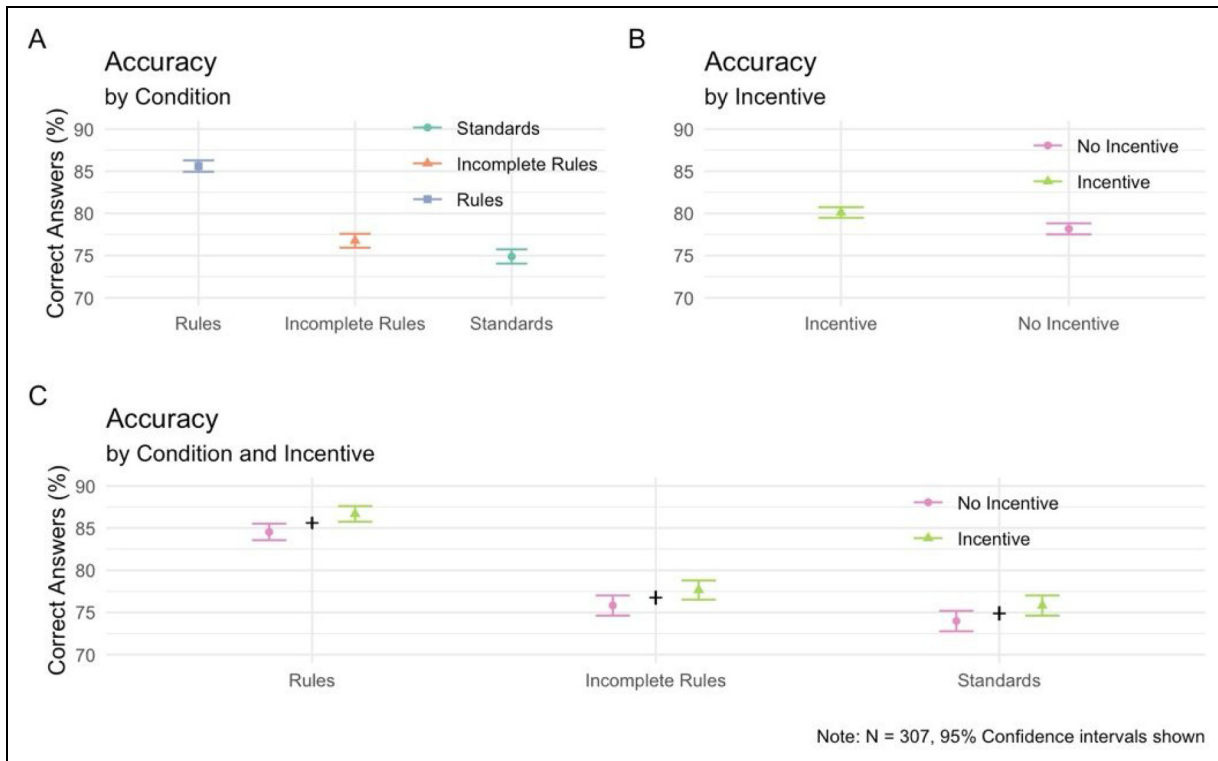 A
Accuracy
by Condition
Correct Answers (%)
90
85
80
75
70
Standards
Incomplete Rules
Rules
Rules Incomplete Rules Standards
B
Accuracy
by Incentive
90
85
80
75
70
No Incentive
Incentive
Incentive No Incentive
C
Accuracy
by Condition and Incentive
Correct Answers (%)
90
85
80
75
70
No Incentive
Incentive
Rules Incomplete Rules Standards
Note: N = 307, 95% Confidence intervals shown